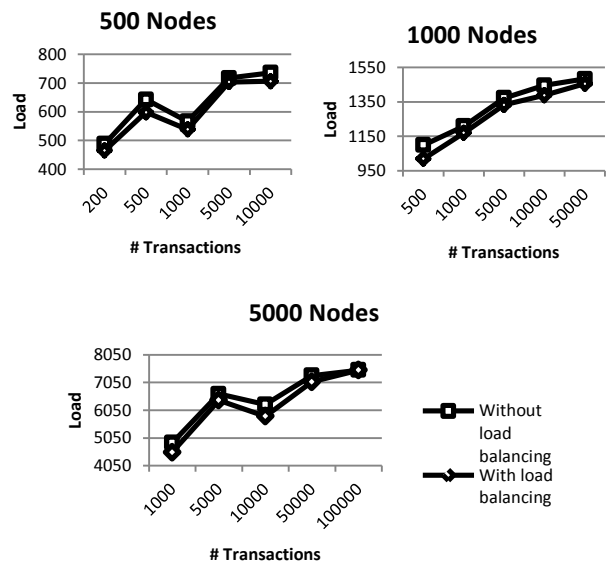 500 Nodes
800
700
600
500
400
Load
200
500
1000
5000
10000
# Transactions
1000 Nodes
1550
1350
1150
950
Load
500
1000
5000
10000
50000
# Transactions
5000 Nodes
8050
7050
6050
5050
4050
Load
1000
5000
10000
50000
100000
# Transactions
Without
load
balancing
With load
balancing